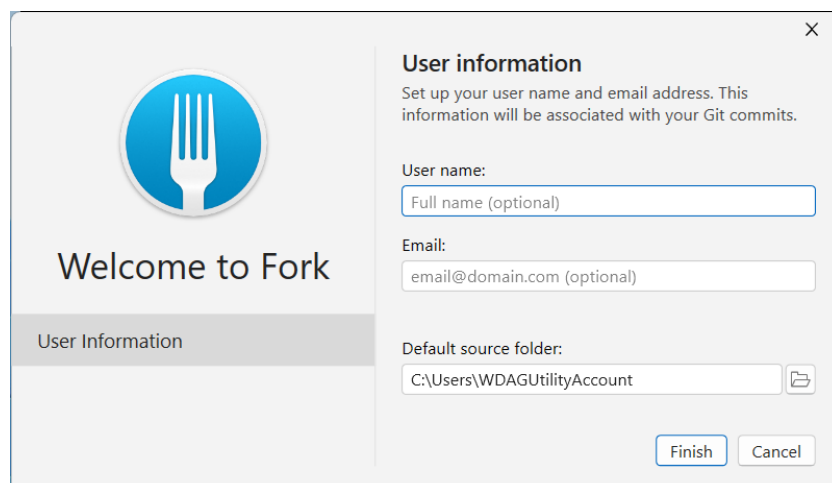 Welcome to Fork
User Information
User information
Set up your user name and email address. This
information will be associated with your Git commits.
User name:
Full name (optional)
Email:
email@domain.com (optional)
Default source folder:
C:\Users\WDAGUtilityAccount
Finish
Cancel